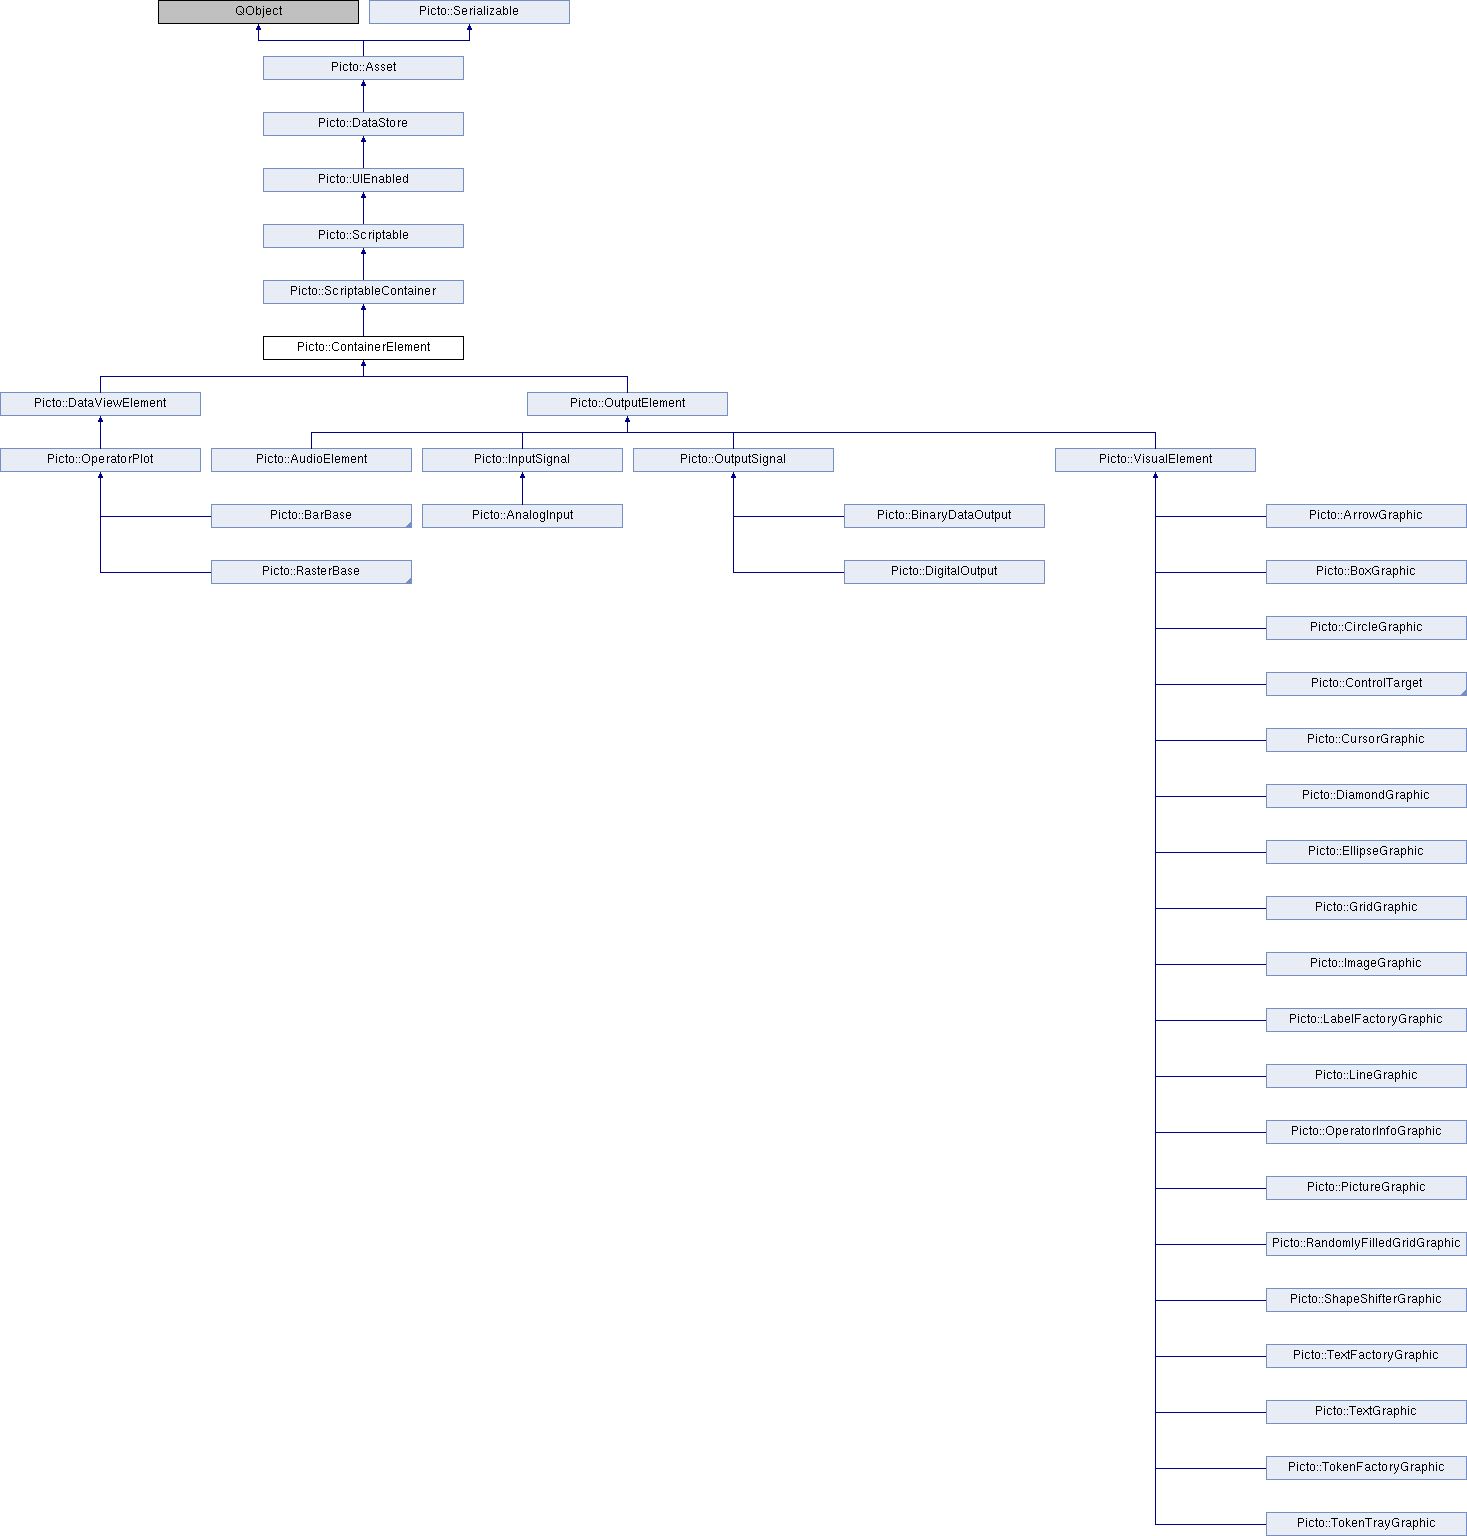 QObject
Picto::Serializable
Picto::Asset
Picto::DataStore
Picto::UIEnabled
Picto::Scriptable
Picto::ScriptableContainer
Picto::ContainerElement
Picto::DataViewElement
Picto::OutputElement
Picto::OperatorPlot
Picto::AudioElement
Picto::InputSignal
Picto::OutputSignal
Picto::VisualElement
Picto::BarBase
Picto::AnalogInput
Picto::BinaryDataOutput
Picto::ArrowGraphic
Picto::RasterBase
Picto::DigitalOutput
Picto::BoxGraphic
Picto::CircleGraphic
Picto::ControlTarget
Picto::CursorGraphic
Picto::DiamondGraphic
Picto::EllipseGraphic
Picto::GridGraphic
Picto::ImageGraphic
Picto::LabelFactoryGraphic
Picto::LineGraphic
Picto::OperatorInfoGraphic
Picto::PictureGraphic
Picto::RandomlyFilledGridGraphic
Picto::ShapeShifterGraphic
Picto::TextFactoryGraphic
Picto::TextGraphic
Picto::TokenFactoryGraphic
Picto::TokenTrayGraphic